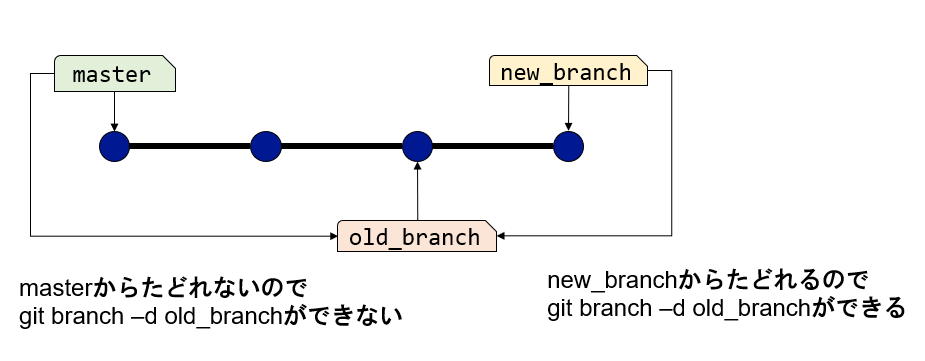 master
new_branch
old_branch
masterからたどれないので
git branch –d old_branchができない
new_branchからたどれるので
git branch –d old_branchができる